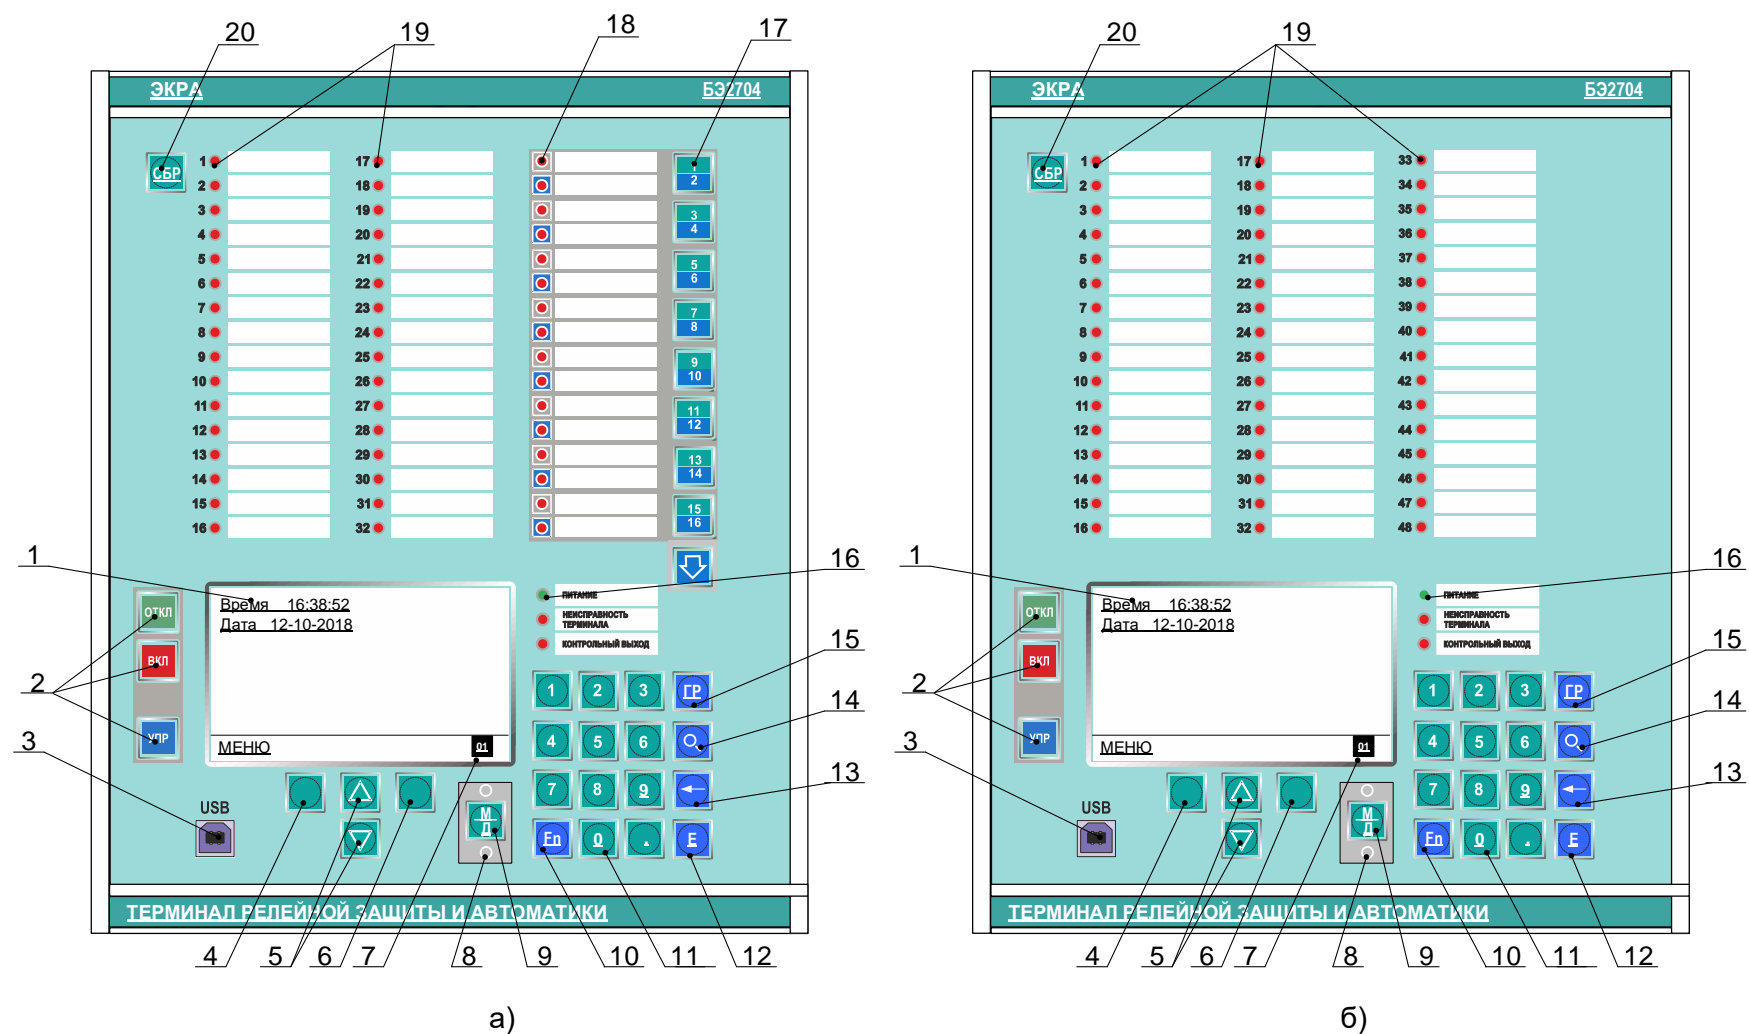 20 19 18 17
ЭКРА БЭ2704
СБР
1 17 1 2
2 18
3 19 3 4
4 20
5 21 5 6
6 22
7 23 7 8
8 24
9 25 9 10
10 26
11 27 11 12
12 28
13 29 13 14
14 30
15 31 15 16
16 32
1 16
ОТКЛ
ВКЛ
УПР
Время 16:38:52
Дата 12-10-2018
МЕНЮ 01
ПИТАНИЕ
НЕИСПРАВНОСТЬ
ТЕРМИНАЛА
КОНТРОЛЬНЫЙ ВЫХОД
2 15
3 14
13
1 2 3 ГР
4 5 6
7 8 9
Fn 0 . E
USB
М
Д
ТЕРМИНАЛ РЕЛЕЙНОЙ ЗАЩИТЫ И АВТОМАТИКИ
4 5 6 7 8 9 10 11 12
а)
20 19
ЭКРА БЭ2704
СБР
1 17 33
2 18 34
3 19 35
4 20 36
5 21 37
6 22 38
7 23 39
8 24 40
9 25 41
10 26 42
11 27 43
12 28 44
13 29 45
14 30 46
15 31 47
16 32 48
1 16
ОТКЛ
ВКЛ
УПР
Время 16:38:52
Дата 12-10-2018
МЕНЮ 01
ПИТАНИЕ
НЕИСПРАВНОСТЬ
ТЕРМИНАЛА
КОНТРОЛЬНЫЙ ВЫХОД
2 15
3 14
13
1 2 3 ГР
4 5 6
7 8 9
Fn 0 . E
USB
М
Д
ТЕРМИНАЛ РЕЛЕЙНОЙ ЗАЩИТЫ И АВТОМАТИКИ
4 5 6 7 8 9 10 11 12
б)